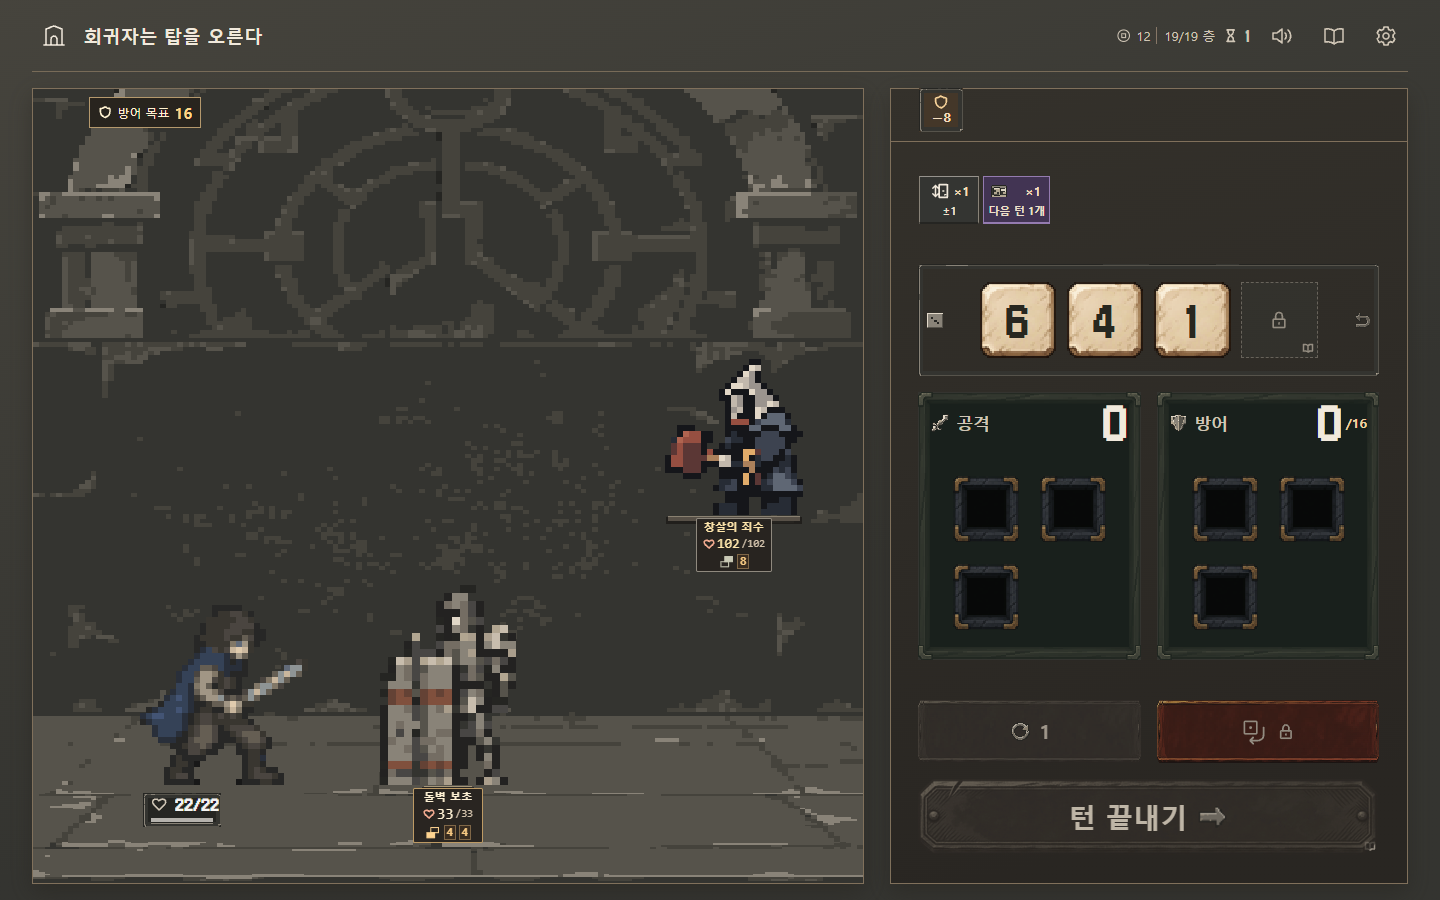 회귀자는 탑을 오른다
12 19/19 층 1
방어 목표 16
−8
×1
±1
×1
다음 턴 1개
6 4 1
공격 0
방어 0/16
창살의 죄수
102/102
8
22/22
돌벽 보초
33/33
4 4
1
턴 끝내기